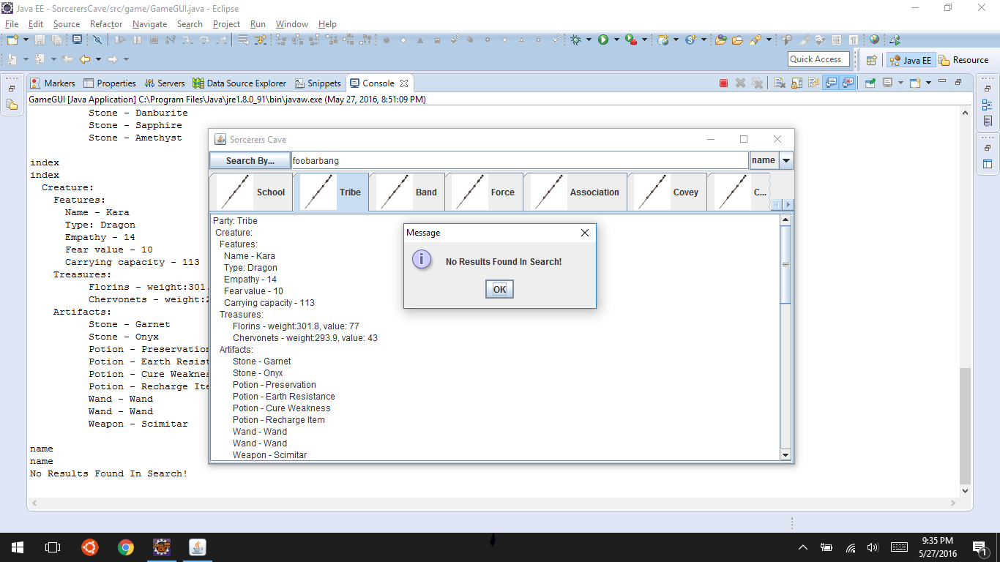 Java EE - SorcerersCave/src/game/GameGUI.java - Eclipse
File Edit Source Refactor Navigate Search Project Run Window Help
Quick Access Java EE Resource
Markers Properties Servers Data Source Explorer Snippets Console
GameGUI [Java Application] C:\Program Files\Java\jre1.8.0_91\bin\javaw.exe (May 27, 2016, 8:51:09 PM)
Stone - Danburite
Stone - Sapphire
Stone - Amethyst
index
index
Creature:
Features:
Name - Kara
Type: Dragon
Empathy - 14
Fear value - 10
Carrying capacity - 113
Treasures:
Florins - weight:301.
Chervonets - weight:2
Artifacts:
Stone - Garnet
Stone - Onyx
Potion - Preservation
Potion - Earth Resist
Potion - Cure Weaknes
Potion - Recharge Ite
Wand - Wand
Wand - Wand
Weapon - Scimitar
name
name
No Results Found In Search!
Sorcerers Cave
Search By... foobarbang name
School Tribe Band Force Association Covey C...
Party: Tribe
Creature:
Features:
Name - Kara
Type: Dragon
Empathy - 14
Fear value - 10
Carrying capacity - 113
Treasures:
Florins - weight:301.8, value: 77
Chervonets - weight:293.9, value: 43
Artifacts:
Stone - Garnet
Stone - Onyx
Potion - Preservation
Potion - Earth Resistance
Potion - Cure Weakness
Potion - Recharge Item
Wand - Wand
Wand - Wand
Weapon - Scimitar
Message
No Results Found In Search!
OK
9:35 PM
5/27/2016
1